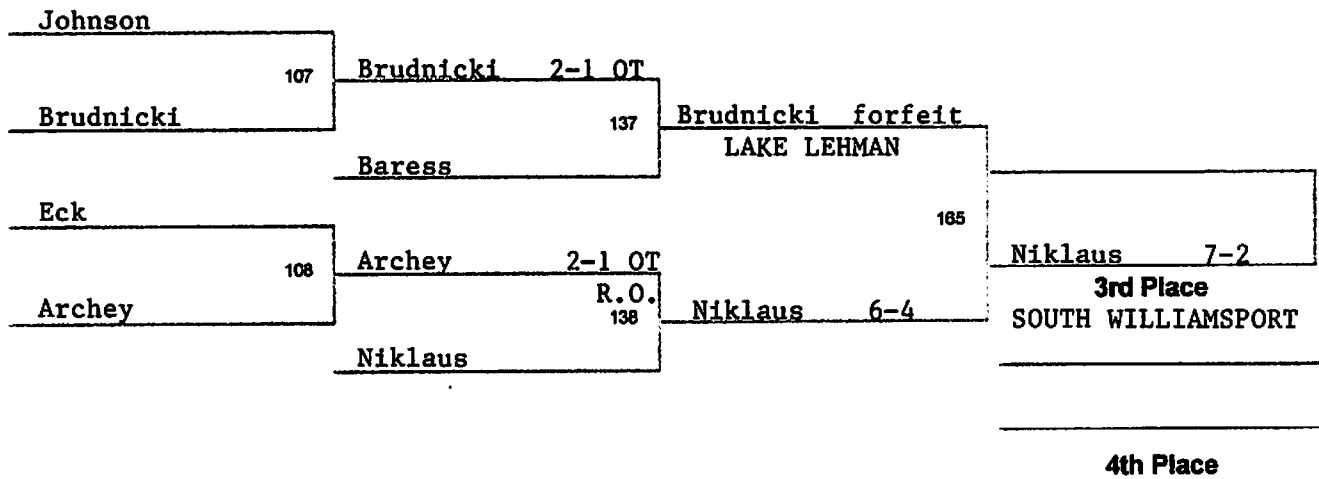 Johnson
107 Brudnicki 2-1 OT
Brudnicki
137 Brudnicki forfeit
LAKE LEHMAN
Baress
Eck
165
108 Archey 2-1 OT
R.O.
Niklaus 7-2
3rd Place
Archey
138 Niklaus 6-4
SOUTH WILLIAMSPORT
Niklaus
4th Place